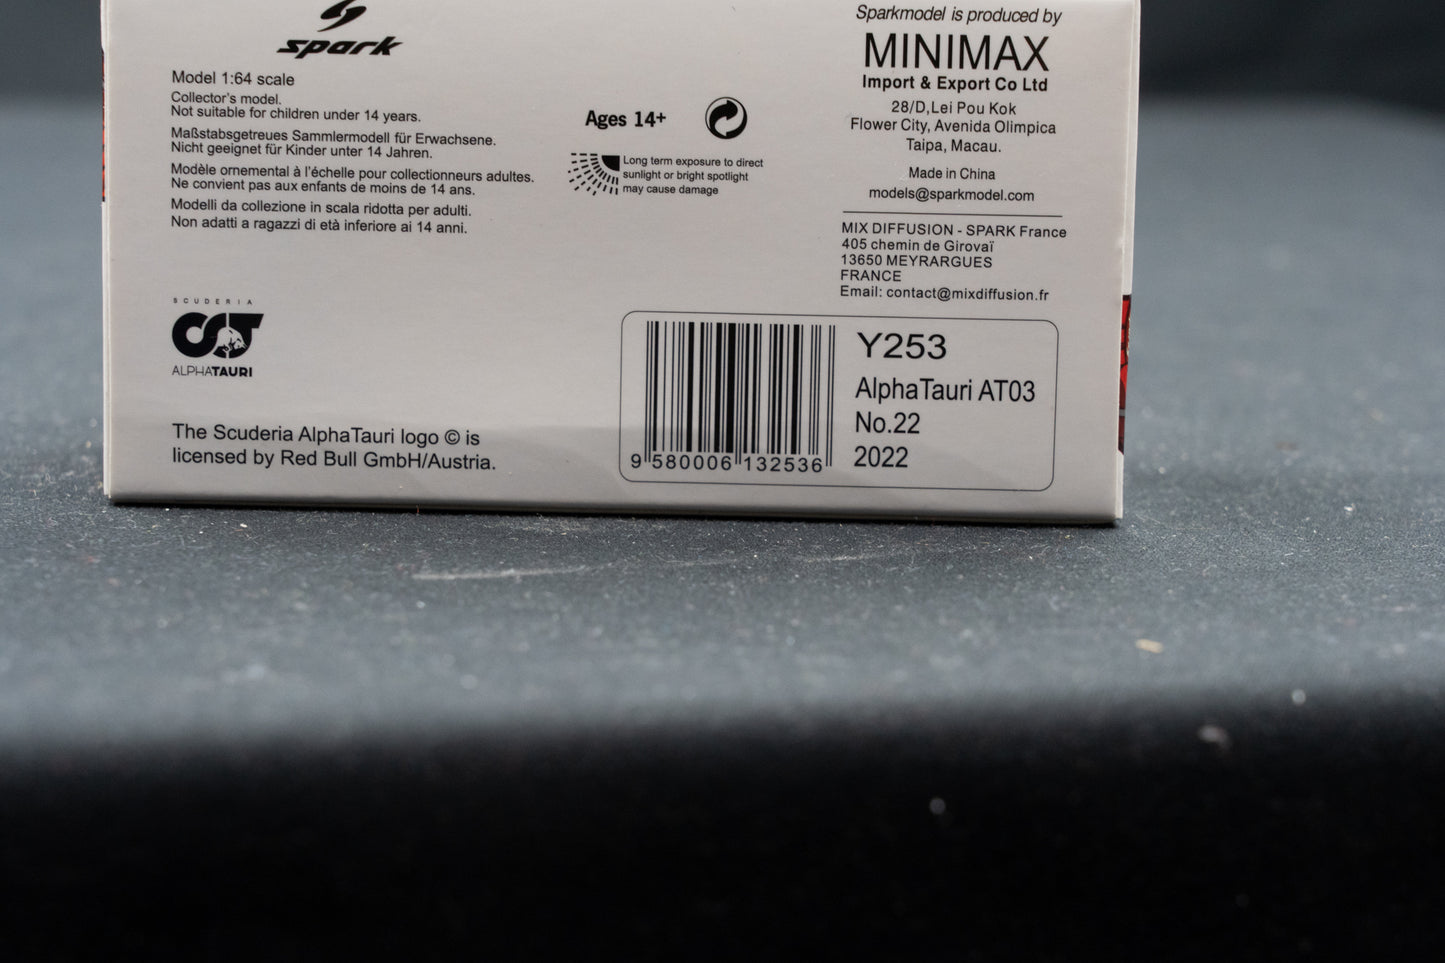 spark
Model 1:64 scale
Collector's model.
Not suitable for children under 14 years.
Maßstabsgetreues Sammlermodell für Erwachsene.
Nicht geeignet für Kinder unter 14 Jahren.
Modèle ornemental à l'échelle pour collectionneurs adultes.
Ne convient pas aux enfants de moins de 14 ans.
Modelli da collezione in scala ridotta per adulti.
Non adatti a ragazzi di età inferiore ai 14 anni.
Ages 14+
Long term exposure to direct
sunlight or bright spotlight
may cause damage
Sparkmodel is produced by
MINIMAX
Import & Export Co Ltd
28/D,Lei Pou Kok
Flower City, Avenida Olimpica
Taipa, Macau.
Made in China
models@sparkmodel.com
MIX DIFFUSION - SPARK France
405 chemin de Girovaï
13650 MEYRARGUES
FRANCE
Email: contact@mixdiffusion.fr
SCUDERIA
AT
ALPHATAURI
The Scuderia AlphaTauri logo © is
licensed by Red Bull GmbH/Austria.
9 580006 132536
Y253
AlphaTauri AT03
No.22
2022